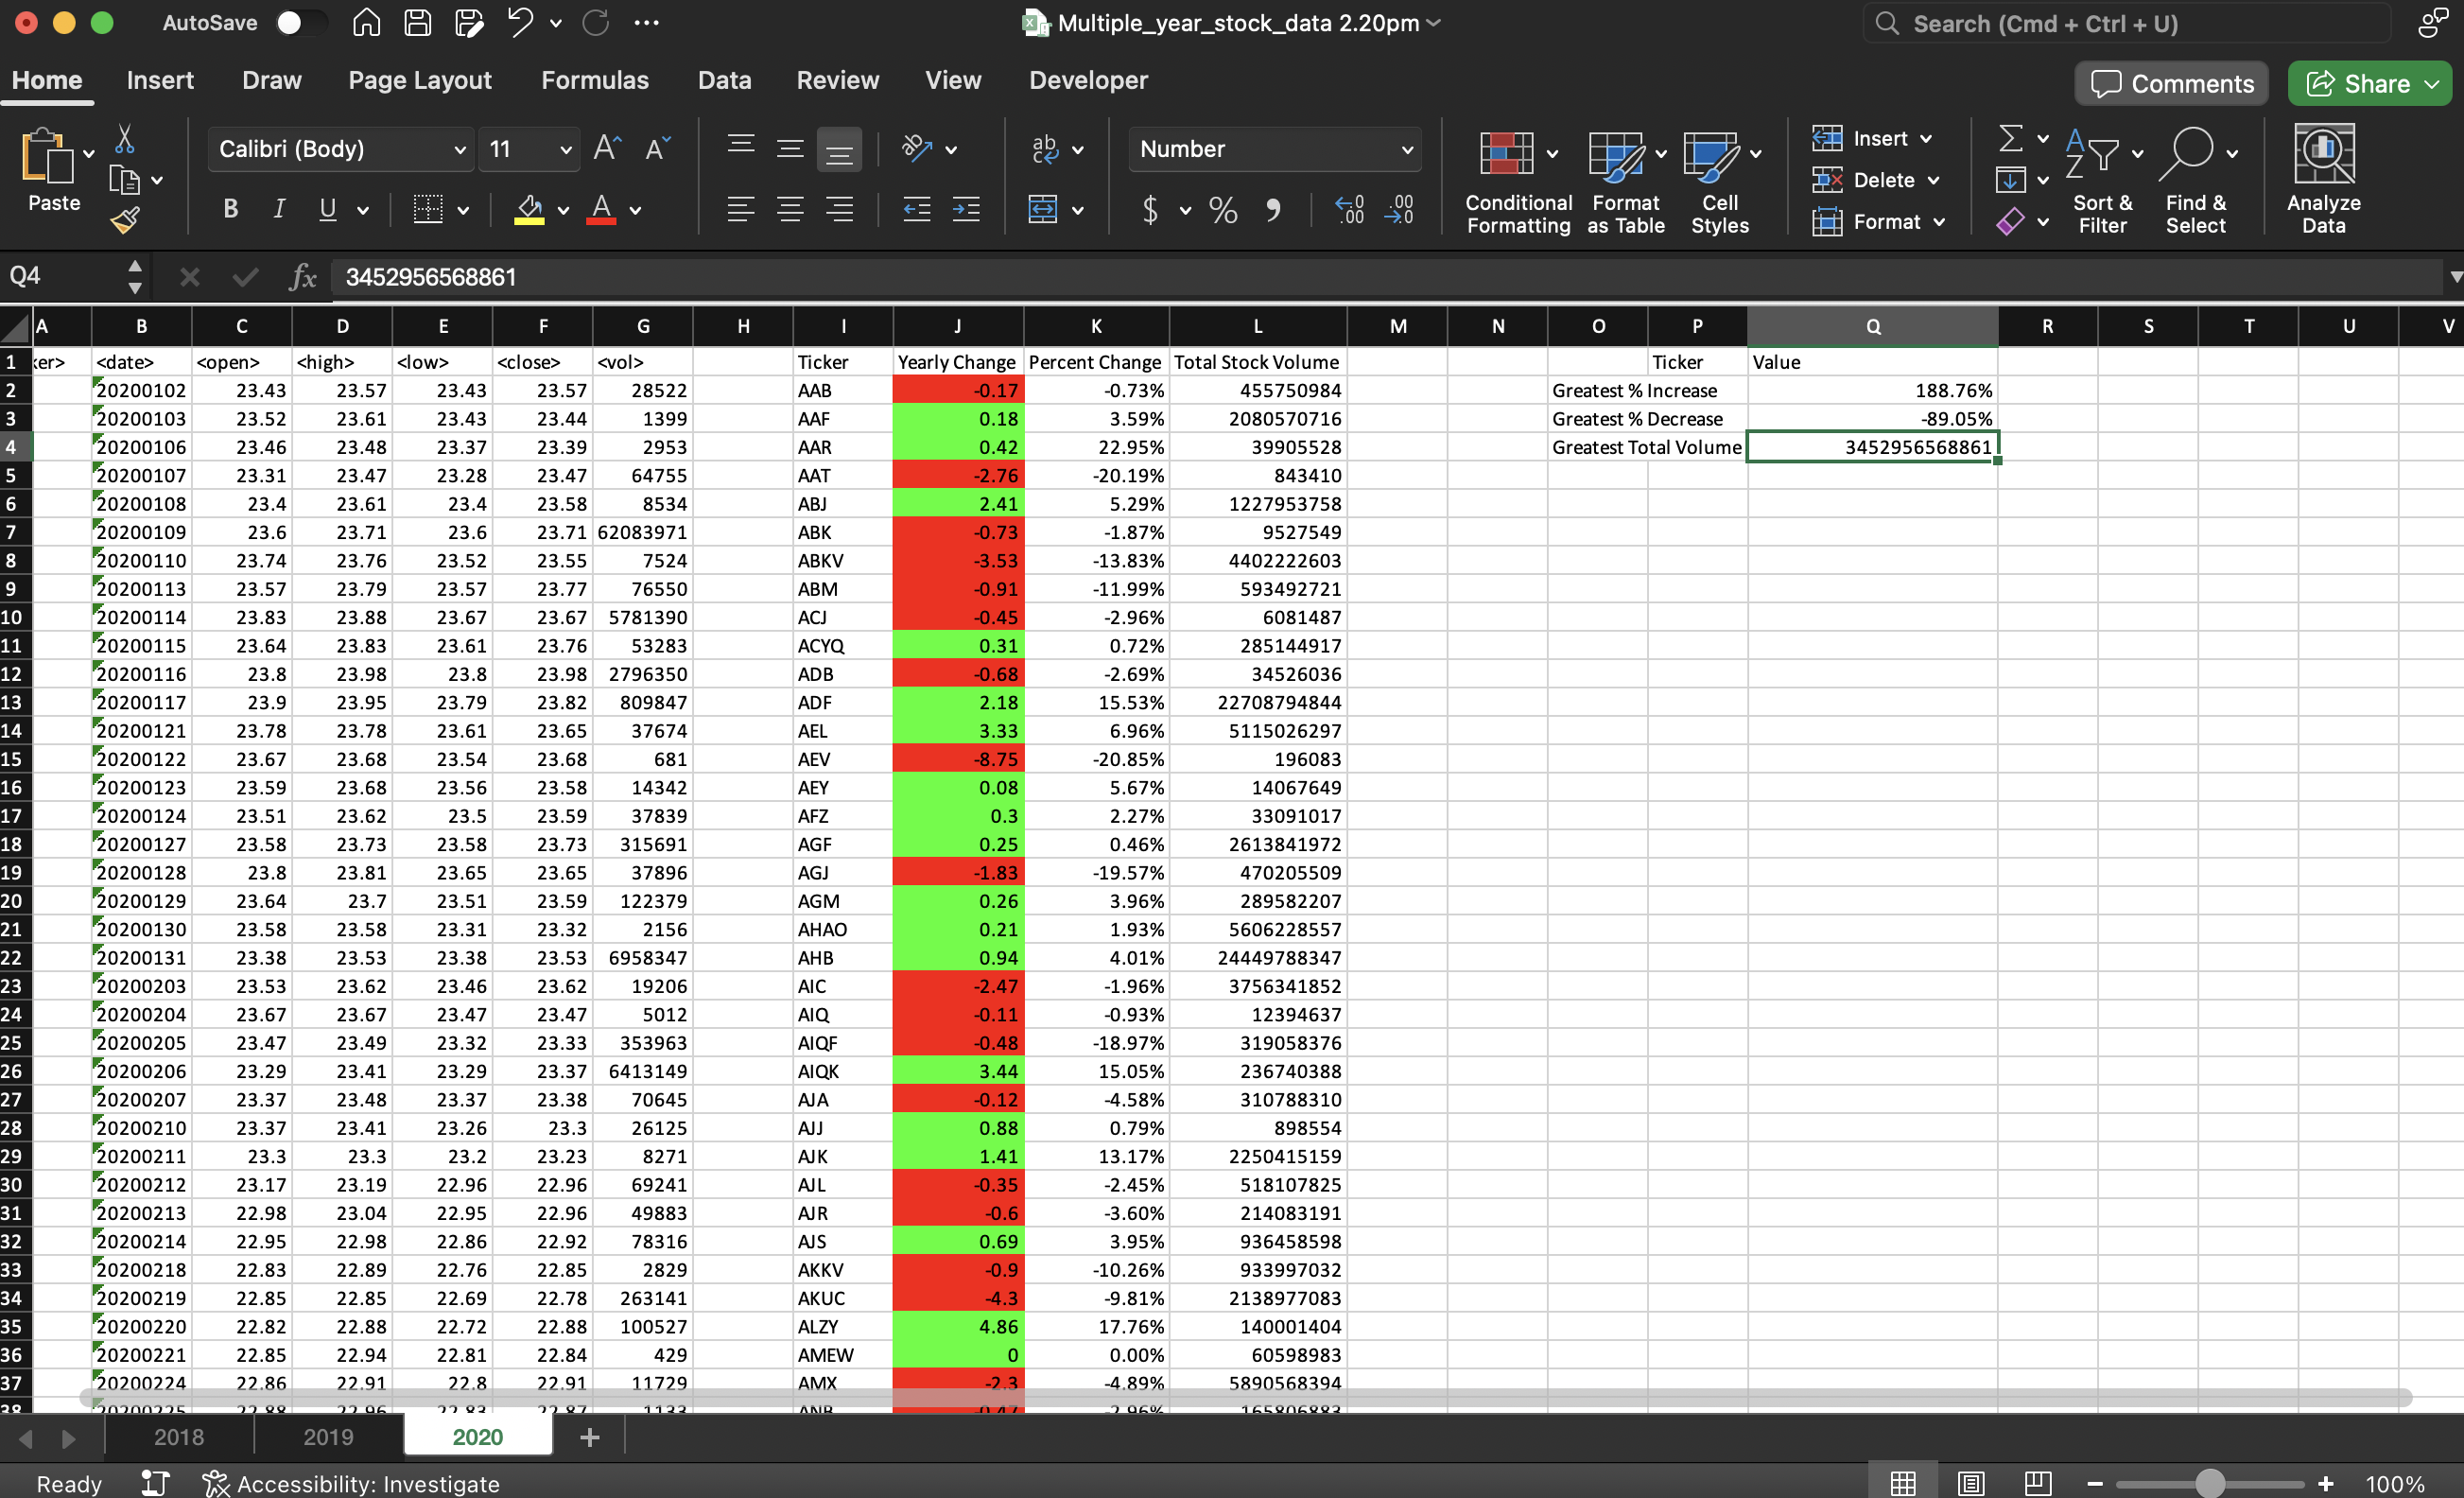 AutoSave Multiple_year_stock_data 2.20pm Search (Cmd + Ctrl + U)
Home Insert Draw Page Layout Formulas Data Review View Developer Comments Share
Paste Calibri (Body) 11 Number Conditional Formatting Format as Table Cell Styles Insert Delete Format Sort & Filter Find & Select Analyze Data
Q4 fx 3452956568861
A B C D E F G H I J K L M N O P Q R S T U V
1 <date> <open> <high> <low> <close> <vol> Ticker Yearly Change Percent Change Total Stock Volume Ticker Value
2 20200102 23.43 23.57 23.43 23.57 28522 AAB -0.17 -0.73% 455750984 Greatest % Increase 188.76%
3 20200103 23.52 23.61 23.43 23.44 1399 AAF 0.18 3.59% 2080570716 Greatest % Decrease -89.05%
4 20200106 23.46 23.48 23.37 23.39 2953 AAR 0.42 22.95% 39905528 Greatest Total Volume 3452956568861
5 20200107 23.31 23.47 23.28 23.47 64755 AAT -2.76 -20.19% 843410
6 20200108 23.4 23.61 23.4 23.58 8534 ABJ 2.41 5.29% 1227953758
7 20200109 23.6 23.71 23.6 23.71 62083971 ABK -0.73 -1.87% 9527549
8 20200110 23.74 23.76 23.52 23.55 7524 ABKV -3.53 -13.83% 4402222603
9 20200113 23.57 23.79 23.57 23.77 76550 ABM -0.91 -11.99% 593492721
10 20200114 23.83 23.88 23.67 23.67 5781390 ACJ -0.45 -2.96% 6081487
11 20200115 23.64 23.83 23.61 23.76 53283 ACYQ 0.31 0.72% 285144917
12 20200116 23.8 23.98 23.8 23.98 2796350 ADB -0.68 -2.69% 34526036
13 20200117 23.9 23.95 23.79 23.82 809847 ADF 2.18 15.53% 22708794844
14 20200121 23.78 23.78 23.61 23.65 37674 AEL 3.33 6.96% 5115026297
15 20200122 23.67 23.68 23.54 23.68 681 AEV -8.75 -20.85% 196083
16 20200123 23.59 23.68 23.56 23.58 14342 AEY 0.08 5.67% 14067649
17 20200124 23.51 23.62 23.5 23.59 37839 AFZ 0.3 2.27% 33091017
18 20200127 23.58 23.73 23.58 23.73 315691 AGF 0.25 0.46% 2613841972
19 20200128 23.8 23.81 23.65 23.65 37896 AGJ -1.83 -19.57% 470205509
20 20200129 23.64 23.7 23.51 23.59 122379 AGM 0.26 3.96% 289582207
21 20200130 23.58 23.58 23.31 23.32 2156 AHAO 0.21 1.93% 5606228557
22 20200131 23.38 23.53 23.38 23.53 6958347 AHB 0.94 4.01% 24449788347
23 20200203 23.53 23.62 23.46 23.62 19206 AIC -2.47 -1.96% 3756341852
24 20200204 23.67 23.67 23.47 23.47 5012 AIQ -0.11 -0.93% 12394637
25 20200205 23.47 23.49 23.32 23.33 353963 AIQF -0.48 -18.97% 319058376
26 20200206 23.29 23.41 23.29 23.37 6413149 AIQK 3.44 15.05% 236740388
27 20200207 23.37 23.48 23.37 23.38 70645 AJA -0.12 -4.58% 310788310
28 20200210 23.37 23.41 23.26 23.3 26125 AJJ 0.88 0.79% 898554
29 20200211 23.3 23.3 23.2 23.23 8271 AJK 1.41 13.17% 2250415159
30 20200212 23.17 23.19 22.96 22.96 69241 AJL -0.35 -2.45% 518107825
31 20200213 22.98 23.04 22.95 22.96 49883 AJR -0.6 -3.60% 214083191
32 20200214 22.95 22.98 22.86 22.92 78316 AJS 0.69 3.95% 936458598
33 20200218 22.83 22.89 22.76 22.85 2829 AKKV -0.9 -10.26% 933997032
34 20200219 22.85 22.85 22.69 22.78 263141 AKUC -4.3 -9.81% 2138977083
35 20200220 22.82 22.88 22.72 22.88 100527 ALZY 4.86 17.76% 140001404
36 20200221 22.85 22.94 22.81 22.84 429 AMEW 0 0.00% 60598983
37 20200224 22.86 22.91 22.8 22.91 11729 AMX -2.3 -4.89% 5890568394
2018 2019 2020
Ready Accessibility: Investigate 100%